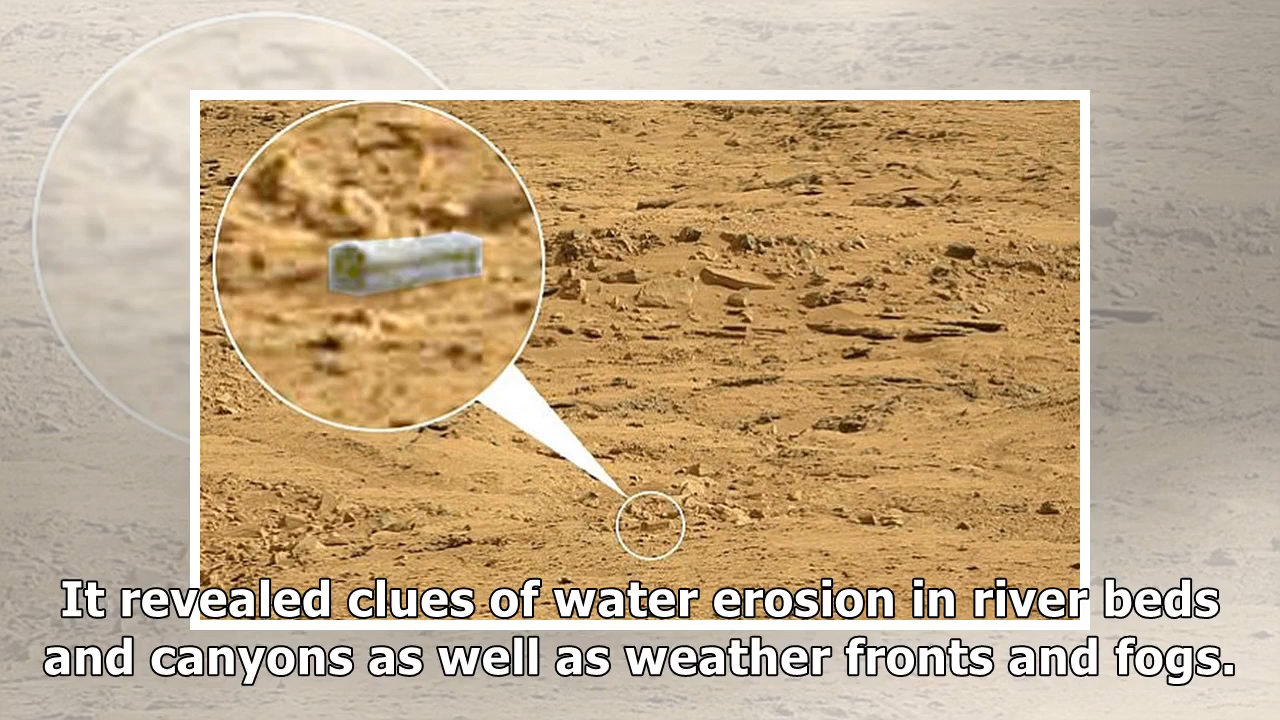 It revealed clues of water erosion in river beds
and canyons as well as weather fronts and fogs.